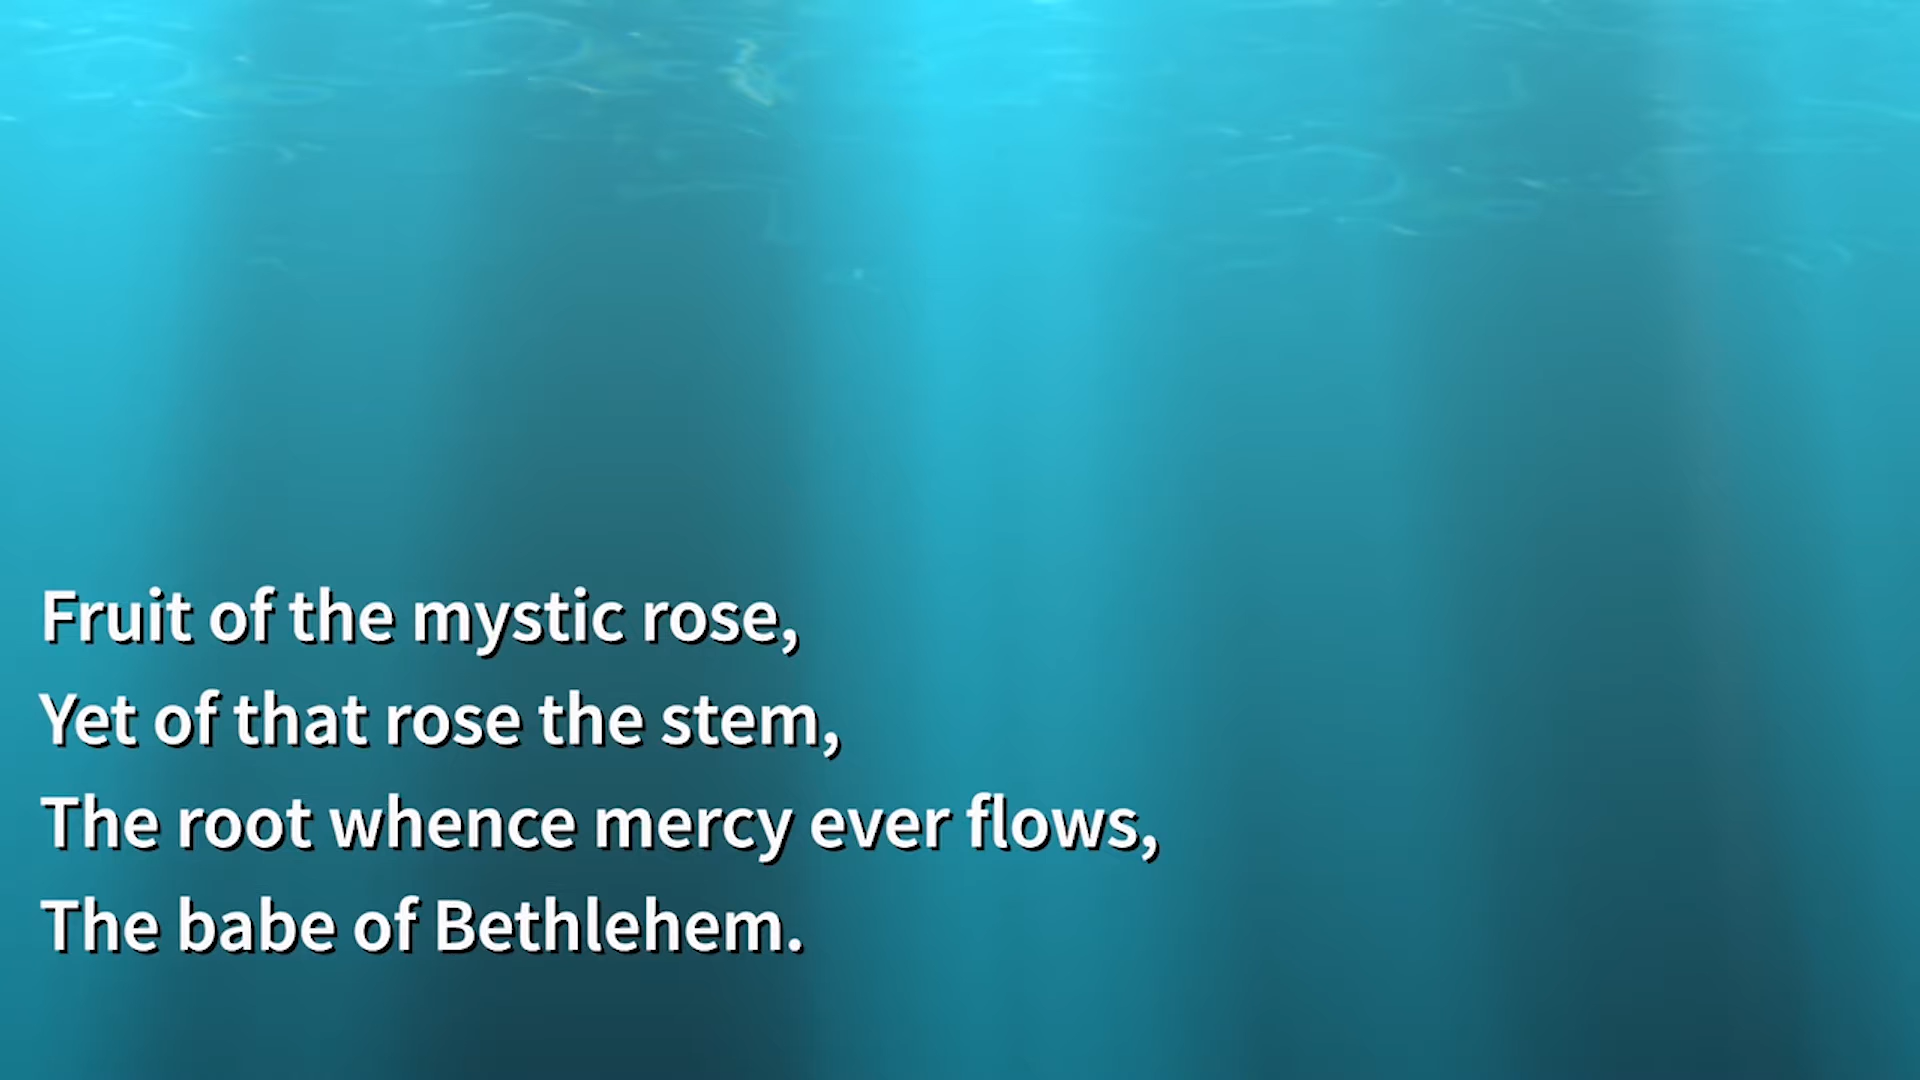 Fruit of the mystic rose,
Yet of that rose the stem,
The root whence mercy ever flows,
The babe of Bethlehem.